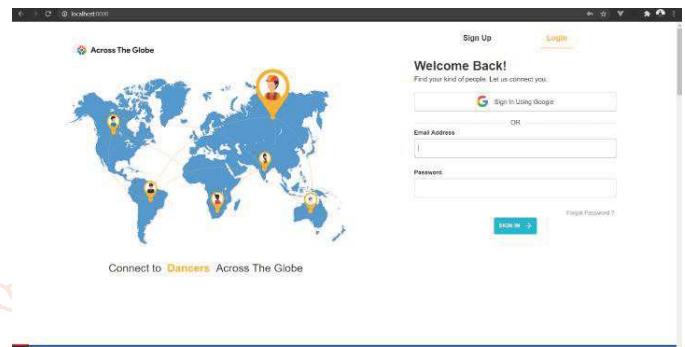 localhost:8080
Across The Globe
Sign Up
Login
Welcome Back!
Find your kind of people. Let us connect you.
Sign In Using Google
OR
Email Address
Password
Forgot Password ?
SIGN IN
Connect to Dancers Across The Globe